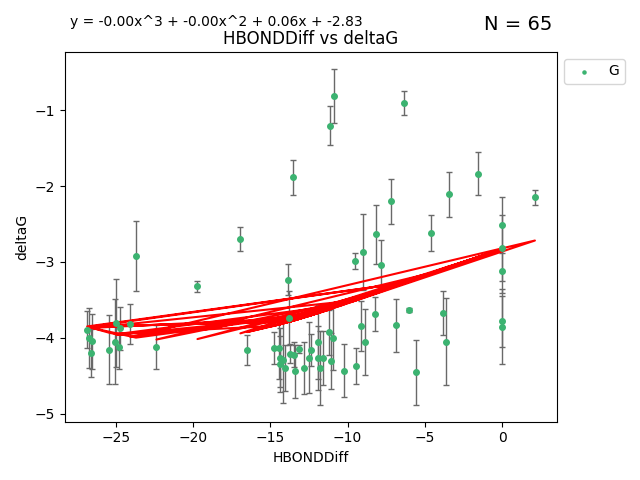 y = -0.00x^3 + -0.00x^2 + 0.06x + -2.83
N = 65
HBONDDiff vs deltaG
G
deltaG
−1
−2
−3
−4
−5
−25 −20 −15 −10 −5 0
HBONDDiff